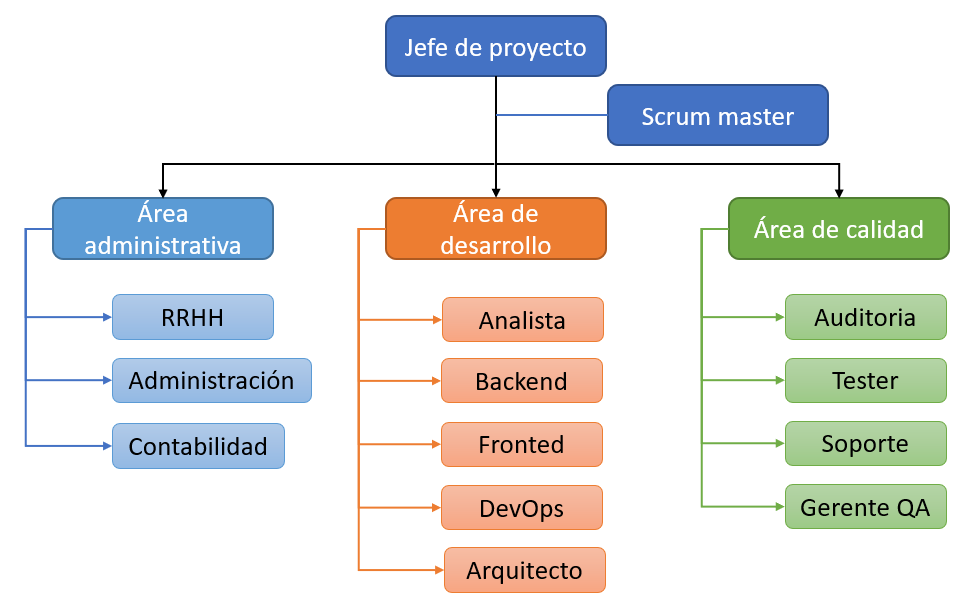 Jefe de proyecto
Scrum master
Área
administrativa
RRHH
Administración
Contabilidad
Área de
desarrollo
Analista
Backend
Fronted
DevOps
Arquitecto
Área de calidad
Auditoria
Tester
Soporte
Gerente QA